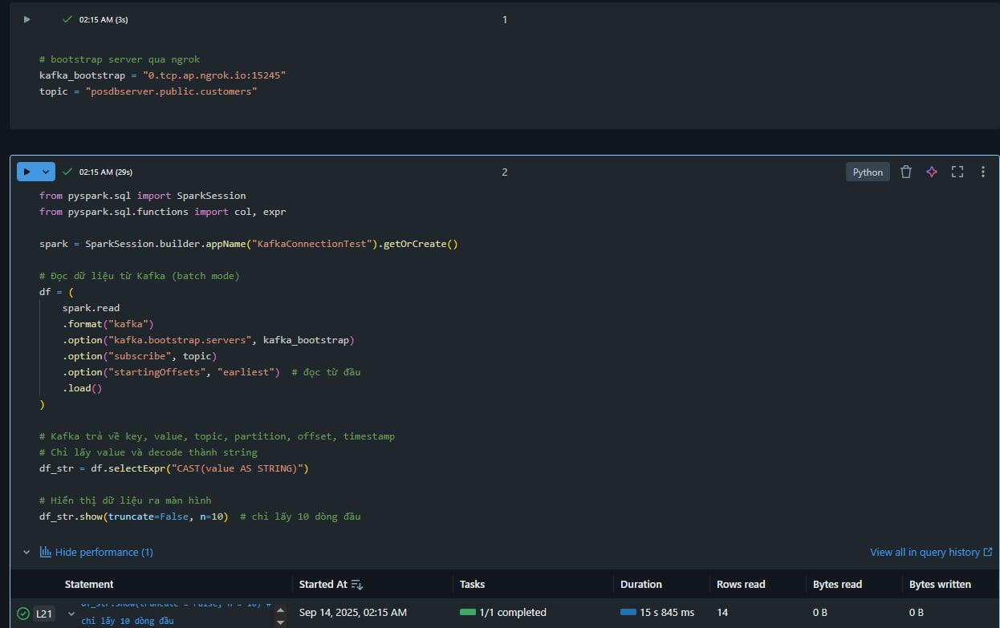 02:15 AM (3s)
1
# bootstrap server qua ngrok
kafka_bootstrap = "0.tcp.ap.ngrok.io:15245"
topic = "posdbserver.public.customers"
02:15 AM (29s)
2
Python
from pyspark.sql import SparkSession
from pyspark.sql.functions import col, expr
spark = SparkSession.builder.appName("KafkaConnectionTest").getOrCreate()
# Đọc dữ liệu từ Kafka (batch mode)
df = (
    spark.read
    .format("kafka")
    .option("kafka.bootstrap.servers", kafka_bootstrap)
    .option("subscribe", topic)
    .option("startingOffsets", "earliest")  # đọc từ đầu
    .load()
)
# Kafka trả về key, value, topic, partition, offset, timestamp
# Chỉ lấy value và decode thành string
df_str = df.selectExpr("CAST(value AS STRING)")
# Hiển thị dữ liệu ra màn hình
df_str.show(truncate=False, n=10)  # chỉ lấy 10 dòng đầu
Hide performance (1)
View all in query history
Statement Started At Tasks Duration Rows read Bytes read Bytes written
df_str.show(truncate = False, n = 10) #
L21 Sep 14, 2025, 02:15 AM 1/1 completed 15 s 845 ms 14 0 B 0 B
chỉ lấy 10 dòng đầu